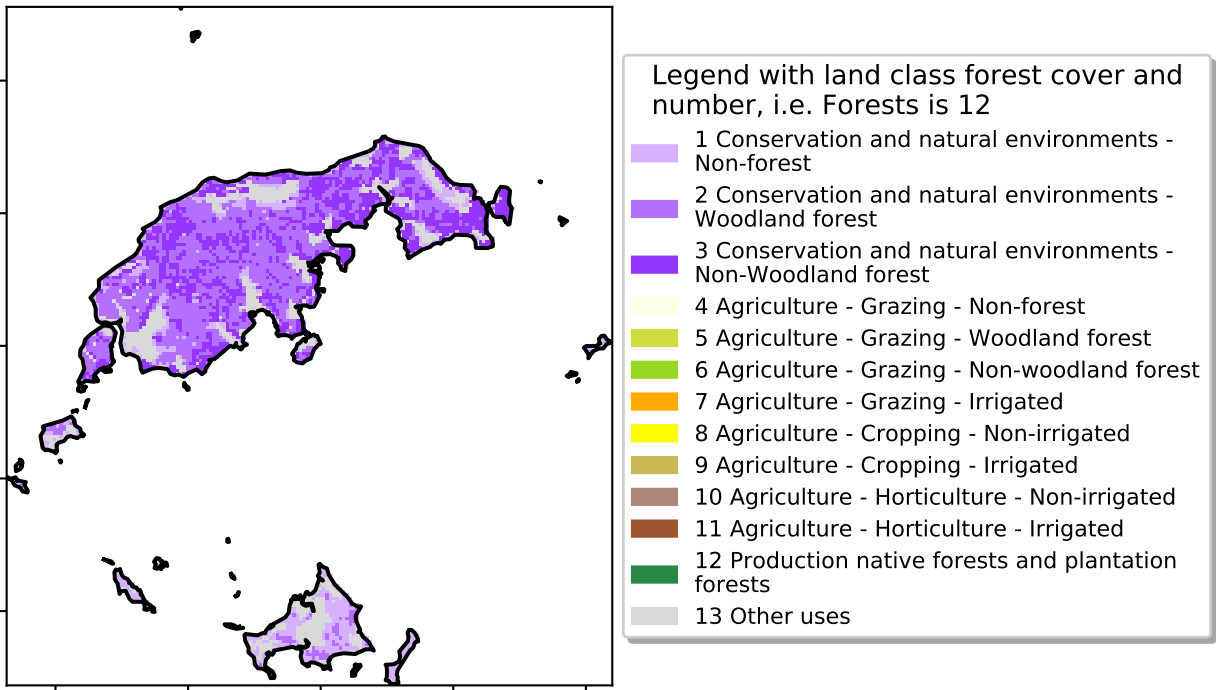 Legend with land class forest cover and
number, i.e. Forests is 12
1 Conservation and natural environments -
Non-forest
2 Conservation and natural environments -
Woodland forest
3 Conservation and natural environments -
Non-Woodland forest
4 Agriculture - Grazing - Non-forest
5 Agriculture - Grazing - Woodland forest
6 Agriculture - Grazing - Non-woodland forest
7 Agriculture - Grazing - Irrigated
8 Agriculture - Cropping - Non-irrigated
9 Agriculture - Cropping - Irrigated
10 Agriculture - Horticulture - Non-irrigated
11 Agriculture - Horticulture - Irrigated
12 Production native forests and plantation
forests
13 Other uses